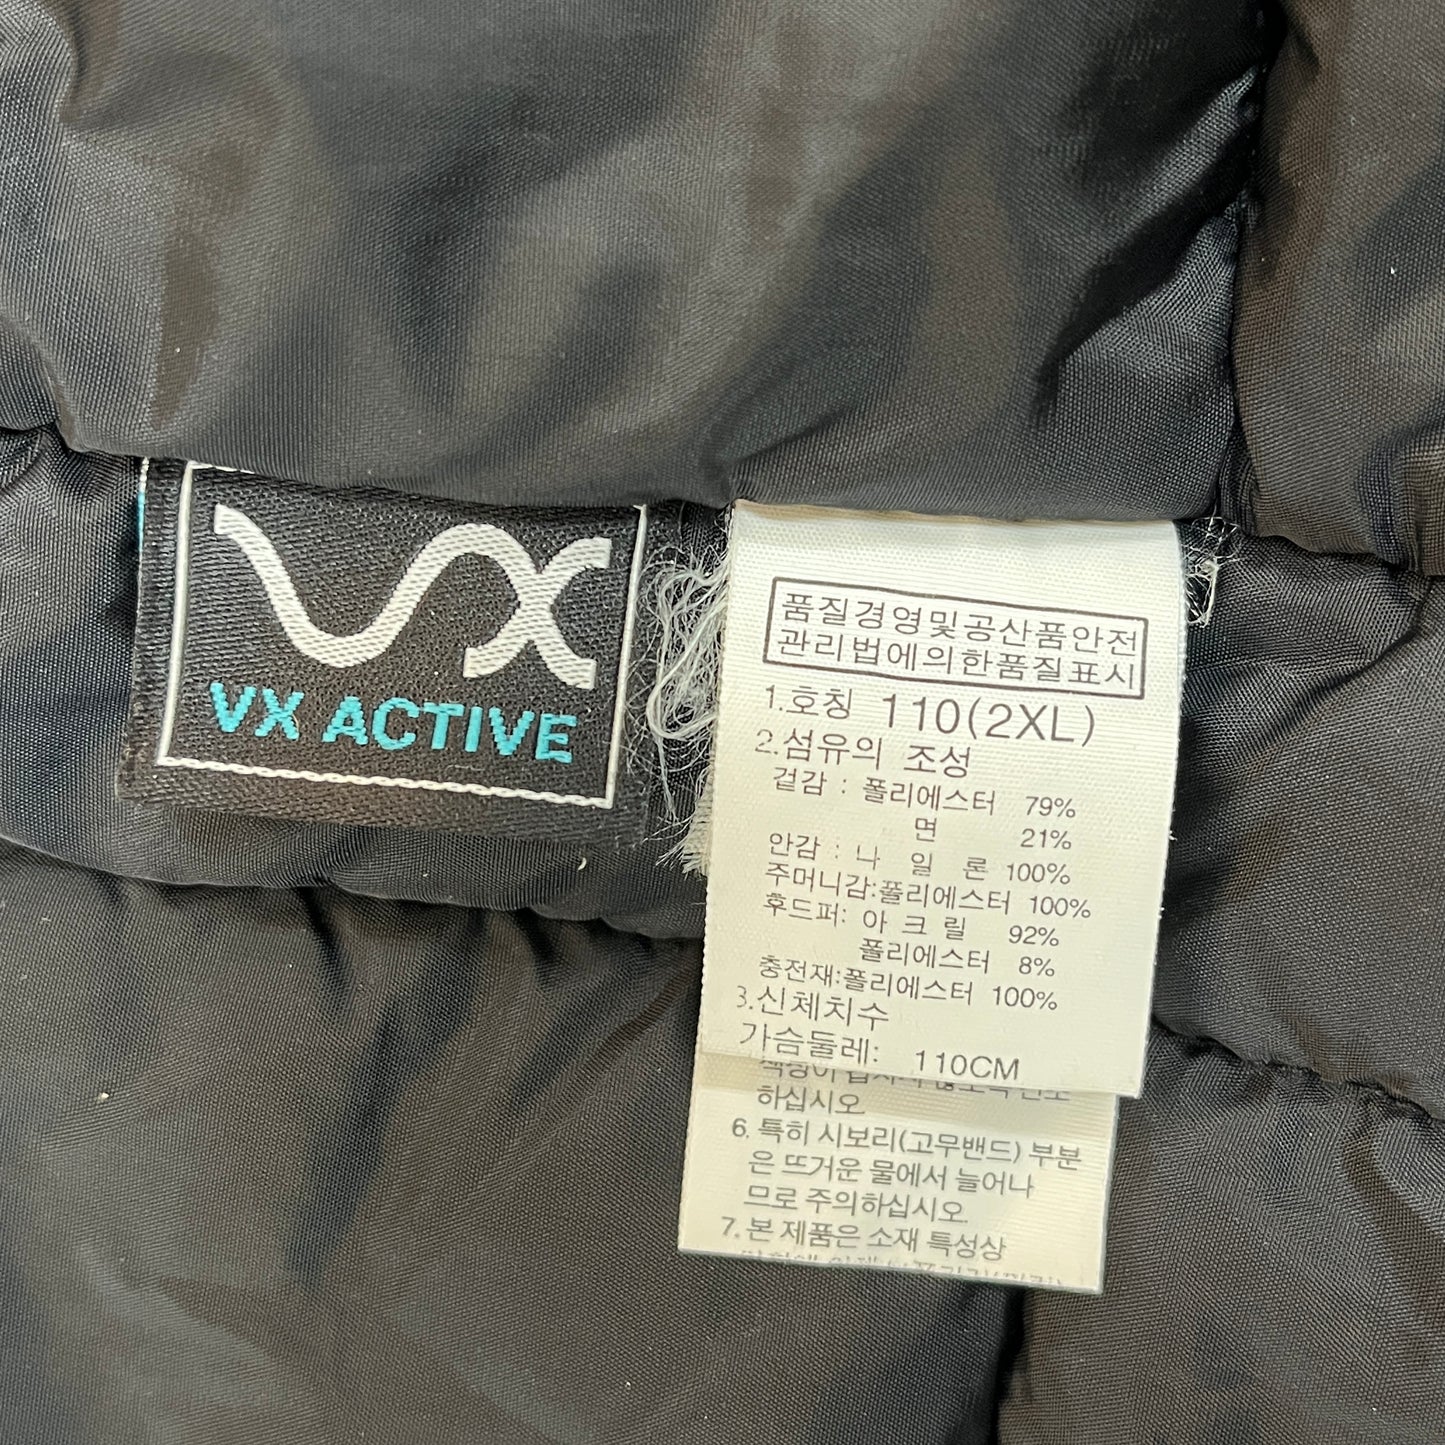 VX
VX ACTIVE
품질경영및공산품안전
관리법에의한품질표시
1.호칭 110(2XL)
2.섬유의 조성
겉감 : 폴리에스터 79%
면 21%
안감 : 나 일 론 100%
주머니감:폴리에스터 100%
후드퍼: 아 크 릴 92%
폴리에스터 8%
충전재:폴리에스터 100%
3.신체치수
가슴둘레: 110CM
하십시오.
6. 특히 시보리(고무밴드) 부분
은 뜨거운 물에서 늘어나
므로 주의하십시오.
7. 본 제품은 소재 특성상